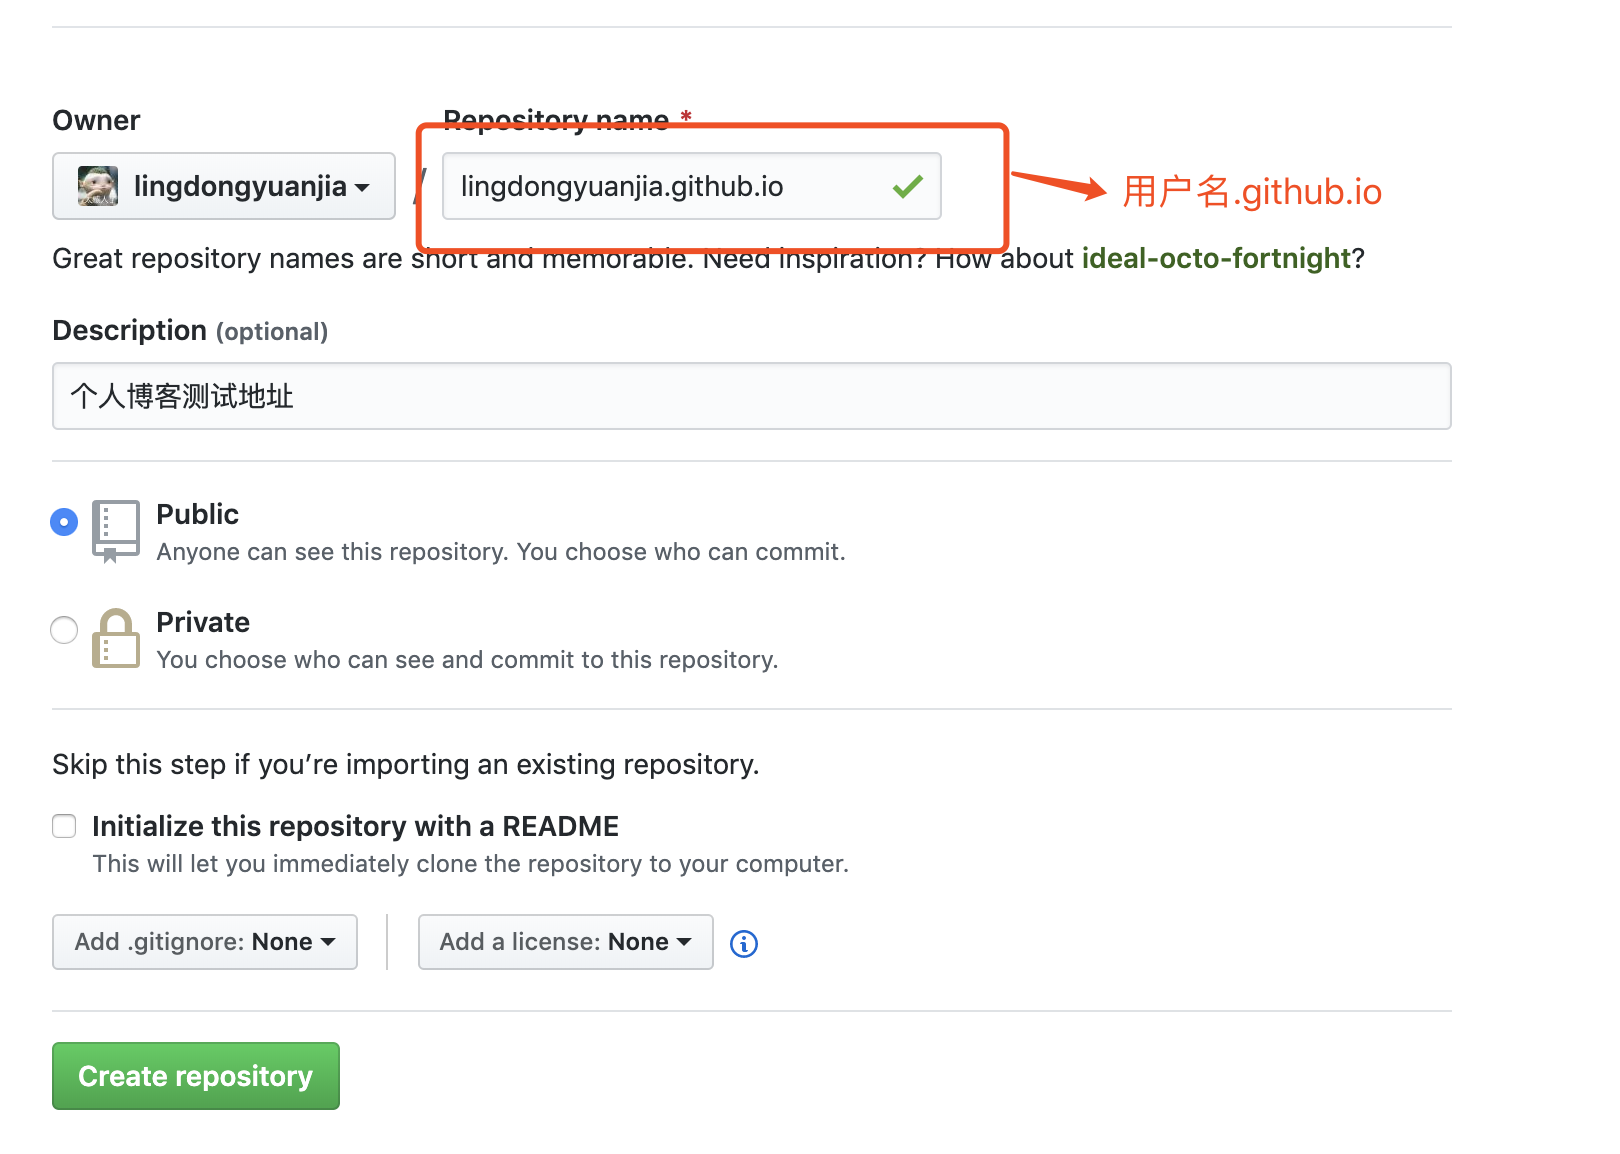 Owner
Repository name *
lingdongyuanjia / lingdongyuanjia.github.io
用户名.github.io
Great repository names are short and memorable. Need inspiration? How about ideal-octo-fortnight?
Description (optional)
个人博客测试地址
Public
Anyone can see this repository. You choose who can commit.
Private
You choose who can see and commit to this repository.
Skip this step if you’re importing an existing repository.
Initialize this repository with a README
This will let you immediately clone the repository to your computer.
Add .gitignore: None
Add a license: None
Create repository